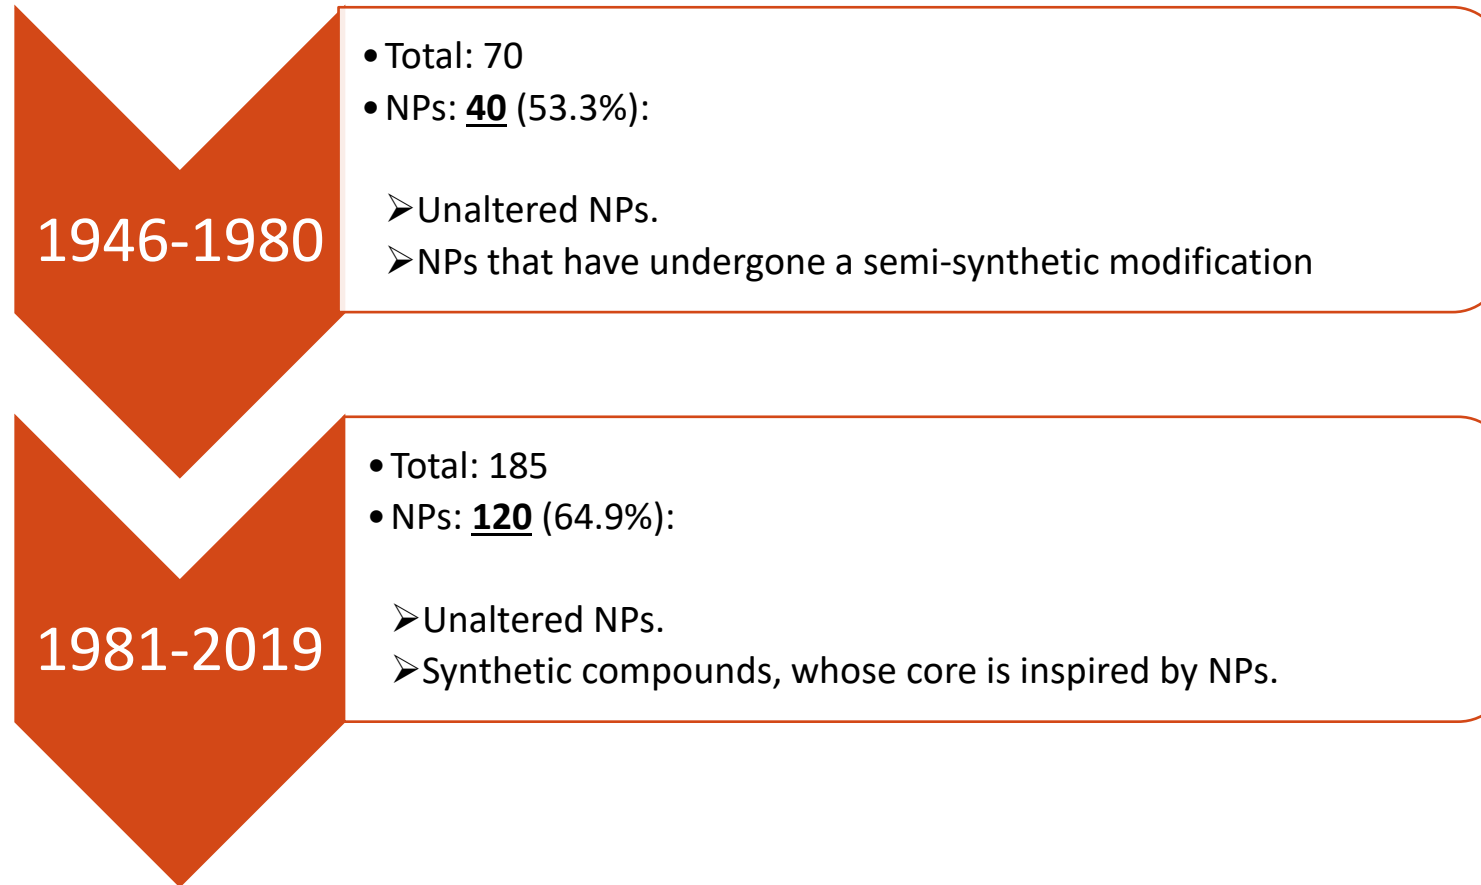 1946-1980
• Total: 70
• NPs: 40 (53.3%):
➢Unaltered NPs.
➢NPs that have undergone a semi-synthetic modification
1981-2019
• Total: 185
• NPs: 120 (64.9%):
➢Unaltered NPs.
➢Synthetic compounds, whose core is inspired by NPs.